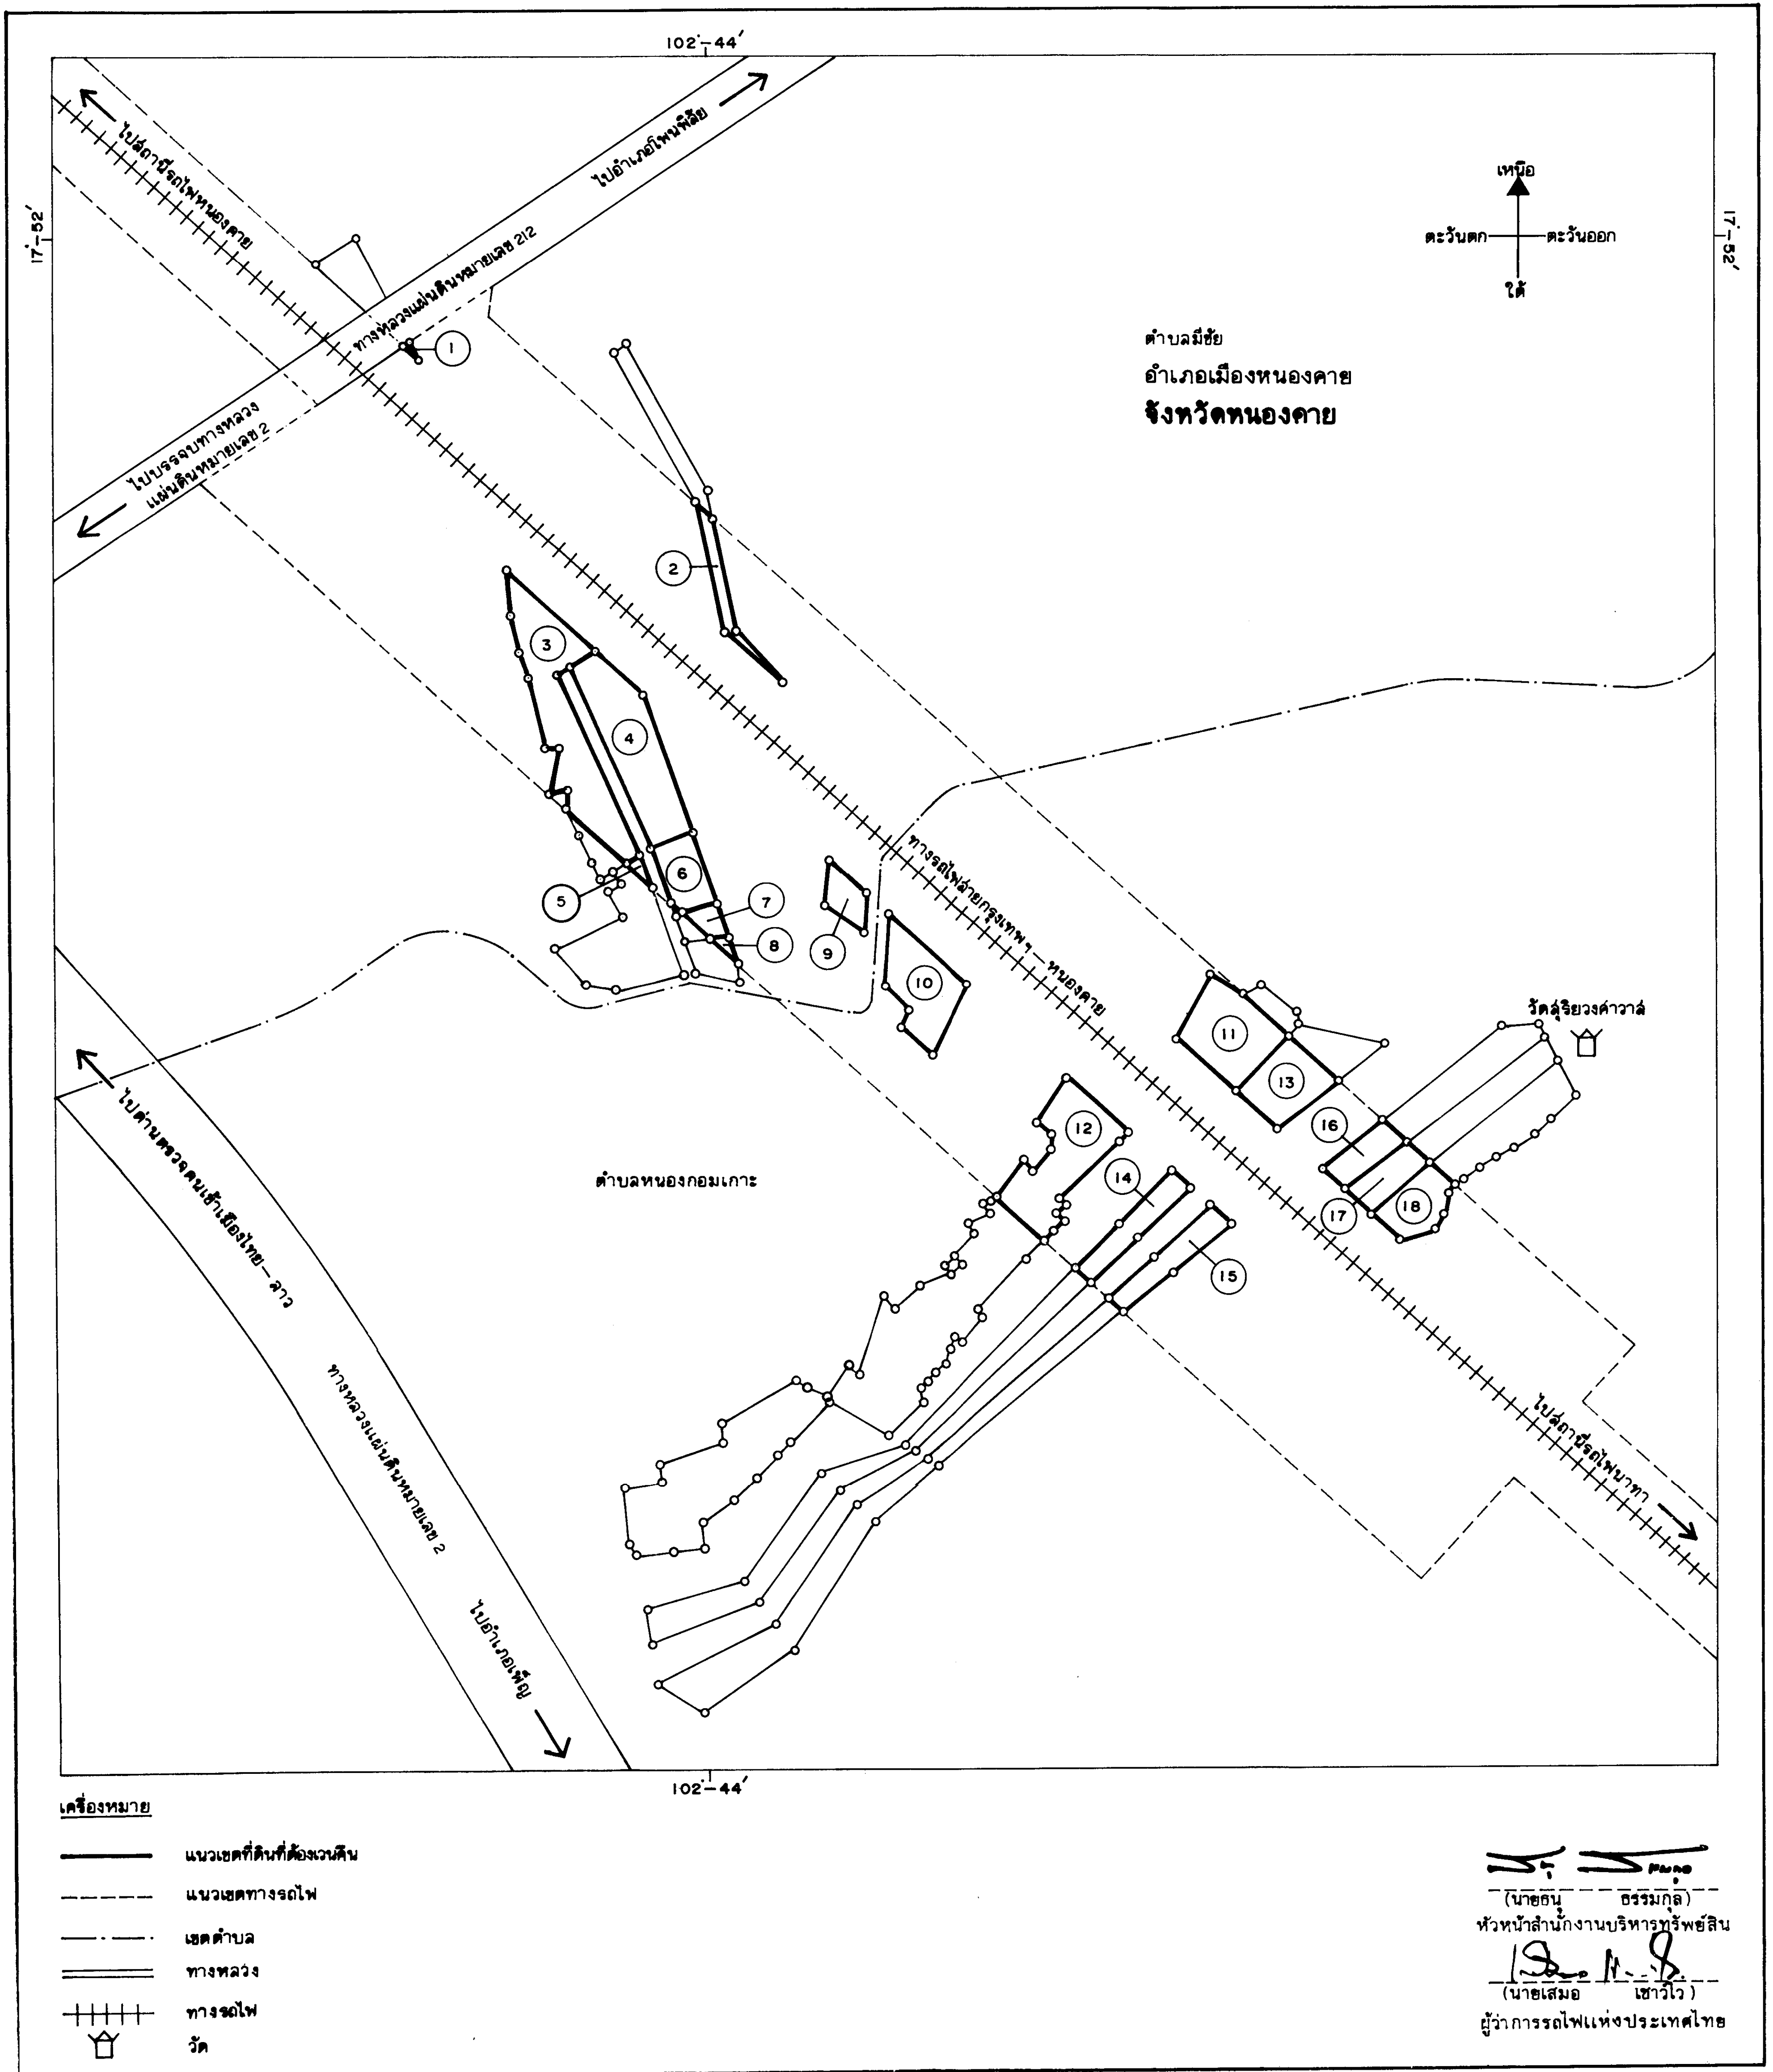 102°-44′
17°-52′
17°-52′
ไปสถานีรถไฟหนองคาย
ไปอำเภอโพนพิสัย
ทางหลวงแผ่นดินหมายเลข 212
เหนือ
ตะวันตก
ตะวันออก
ใต้
ตำบลมีชัย
อำเภอเมืองหนองคาย
จังหวัดหนองคาย
1
ไปบรรจบทางหลวง
แผ่นดินหมายเลข 2
2
3
4
5
6
7
8
9
10
ทางรถไฟสายกรุงเทพฯ - หนองคาย
11
วัดสุริยวงศาวาส
13
12
16
14
17
18
15
ตำบลหนองกอมเกาะ
ไปด่านตรวจคนเข้าเมืองไทย-ลาว
ทางหลวงแผ่นดินหมายเลข 2
ไปอำเภอเพ็ญ
ไปสถานีรถไฟนาทา
102°-44′
เครื่องหมาย
แนวเขตที่ดินที่ต้องเวนคืน
แนวเขตทางรถไฟ
เขตตำบล
ทางหลวง
ทางรถไฟ
วัด
(นายธนู ธรรมกุล)
หัวหน้าสำนักงานบริหารทรัพย์สิน
(นายเสมอ เชาว์ไว)
ผู้ว่าการรถไฟแห่งประเทศไทย